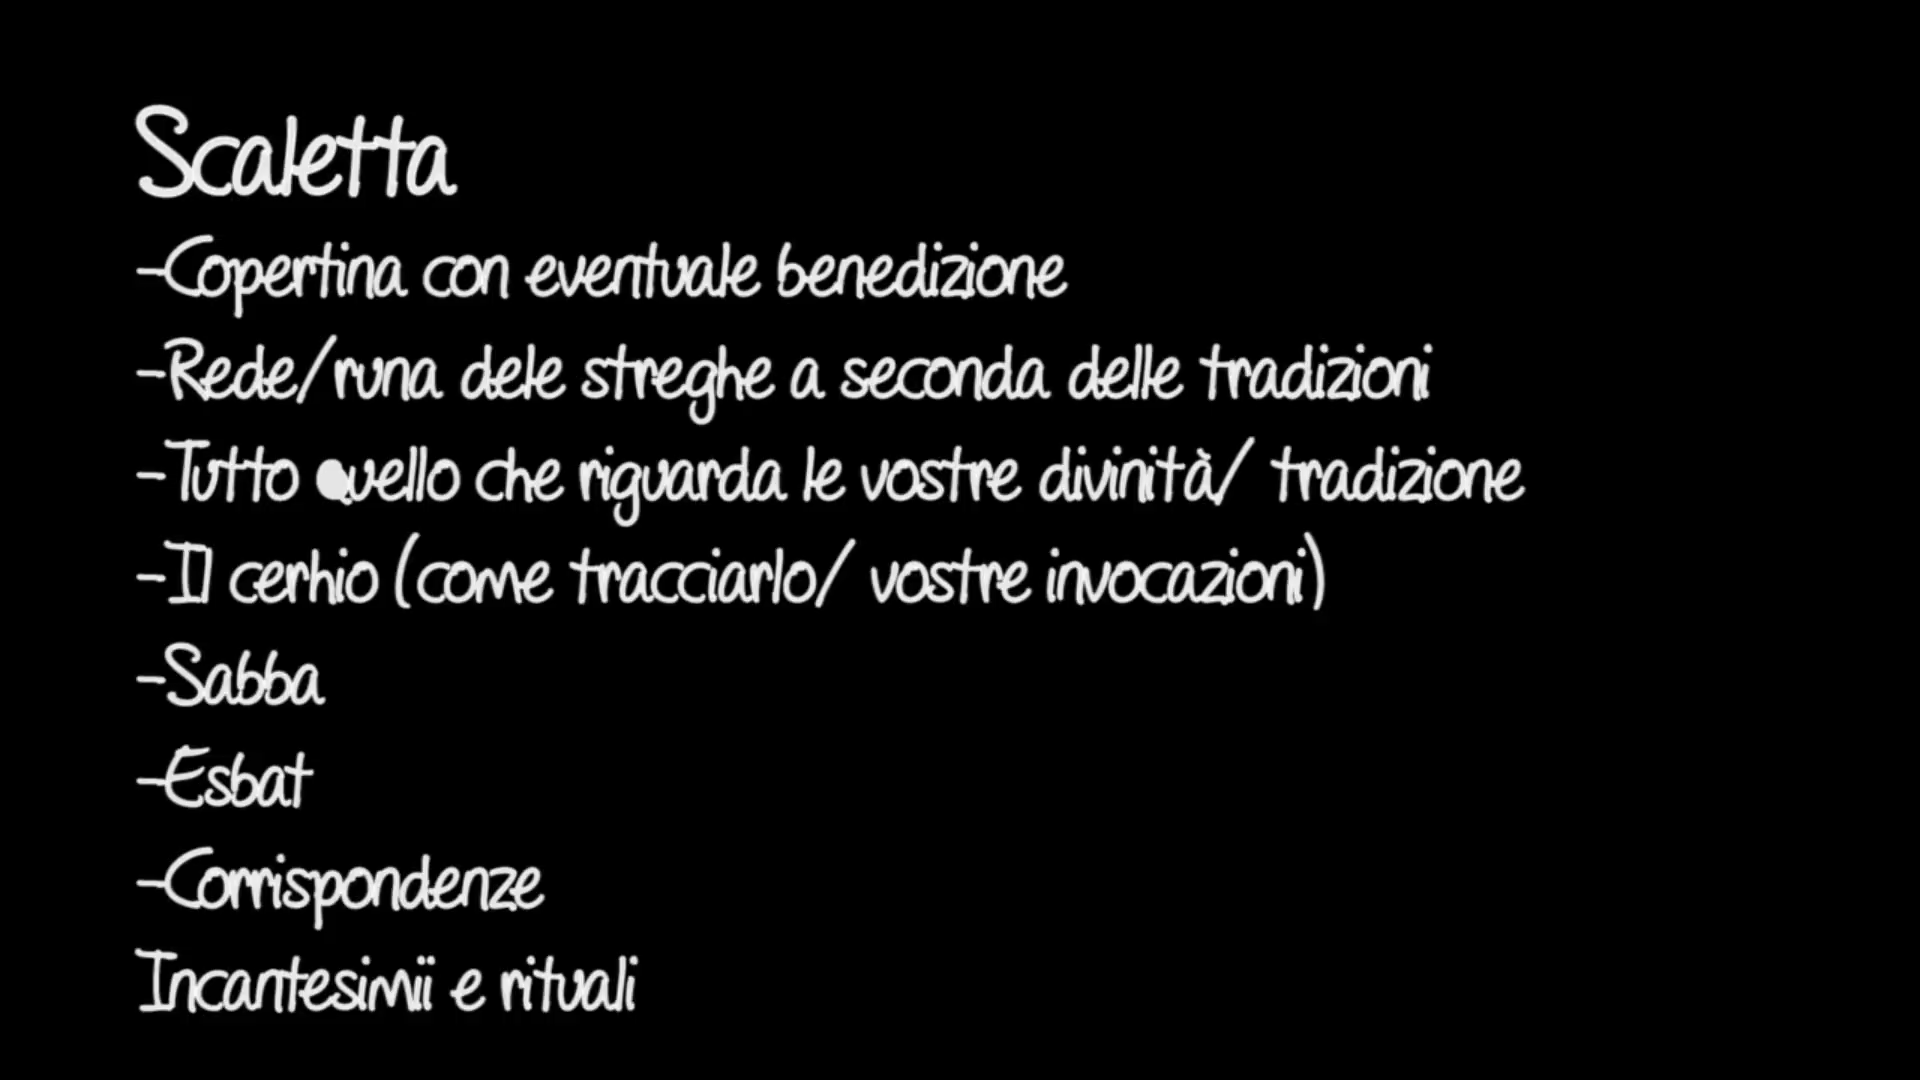 Scaletta
-Copertina con eventuale benedizione
-Rede/runa dele streghe a seconda delle tradizioni
-Tutto quello che riguarda le vostre divinità/ tradizione
-Il cerhio (come tracciarlo/ vostre invocazioni)
-Sabba
-Esbat
-Corrispondenze
Incantesimii e rituali